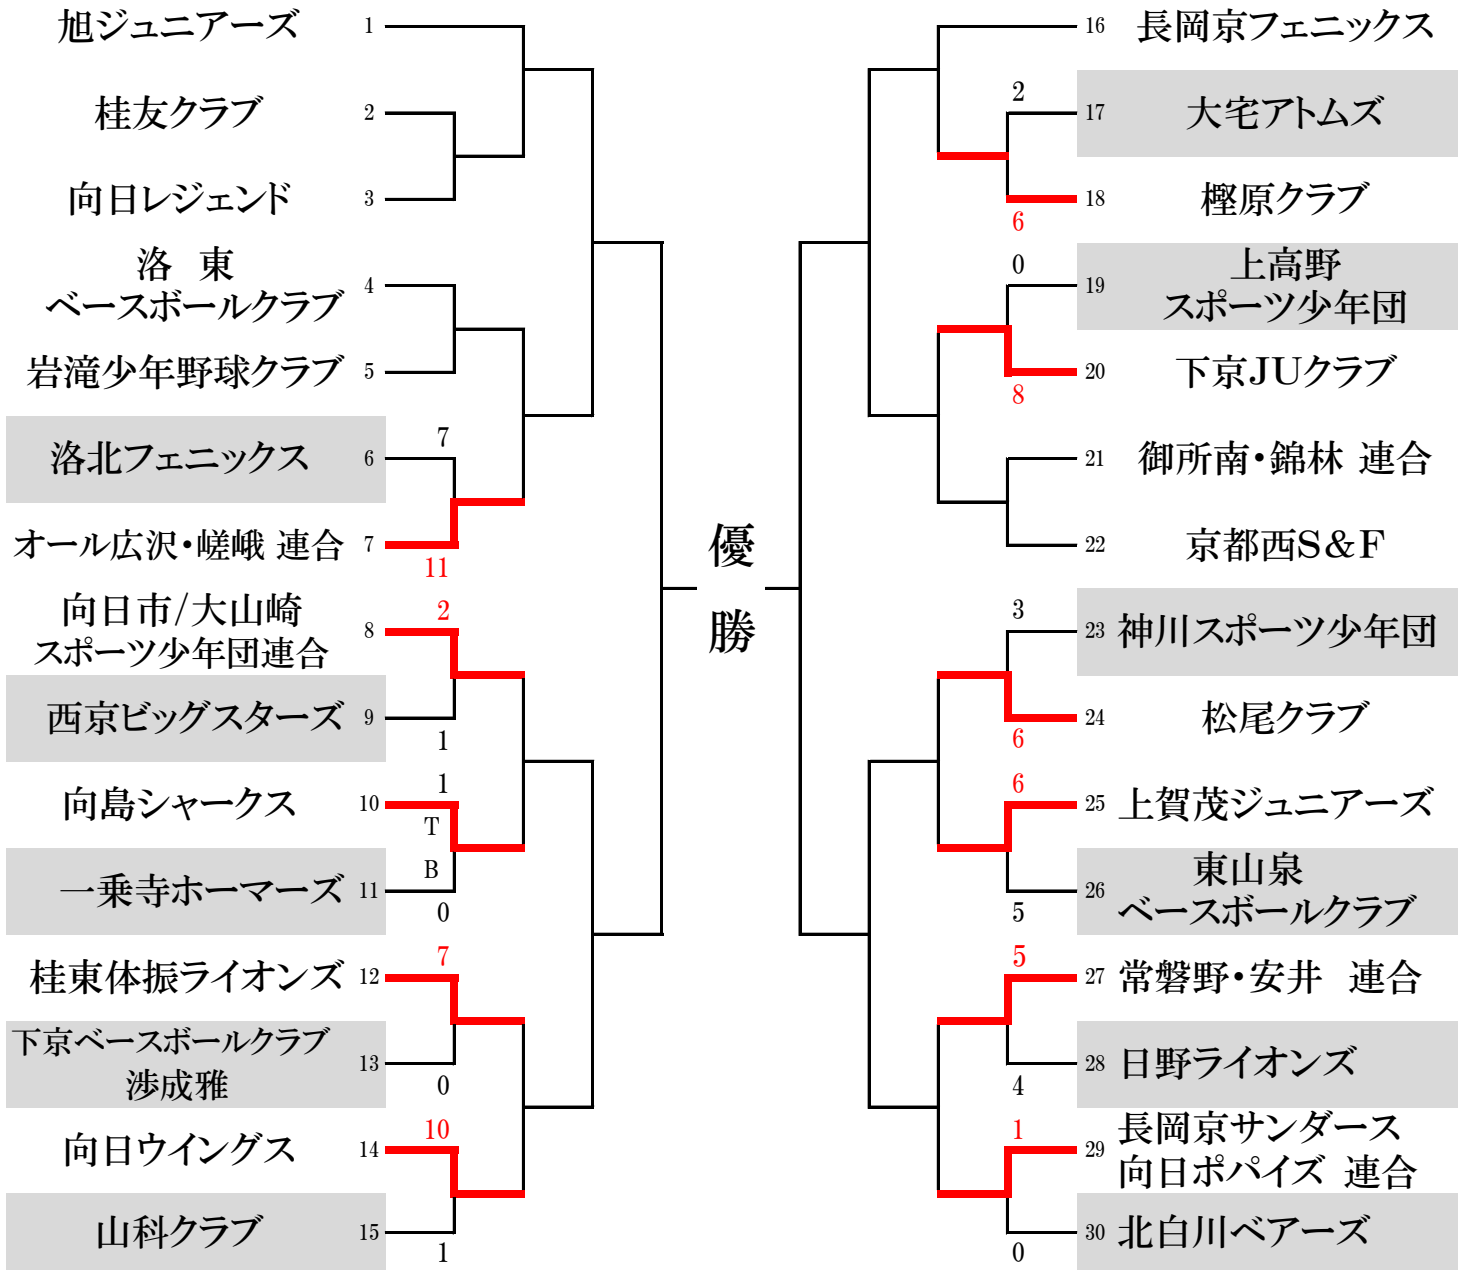 旭ジュニアーズ 1
桂友クラブ 2
向日レジェンド 3
洛 東
ベースボールクラブ 4
岩滝少年野球クラブ 5
洛北フェニックス 6 7
オール広沢・嵯峨 連合 7 11
向日市/大山崎
スポーツ少年団連合 8 2
西京ビッグスターズ 9 1
向島シャークス 10 1
T
B
一乗寺ホーマーズ 11 0
桂東体振ライオンズ 12 7
下京ベースボールクラブ
渉成雅 13 0
向日ウイングス 14 10
山科クラブ 15 1
優
勝
16 長岡京フェニックス
2 17 大宅アトムズ
6 18 樫原クラブ
0 19 上高野
スポーツ少年団
8 20 下京JUクラブ
21 御所南・錦林 連合
22 京都西S&F
3 23 神川スポーツ少年団
6 24 松尾クラブ
6 25 上賀茂ジュニアーズ
5 26 東山泉
ベースボールクラブ
5 27 常磐野・安井 連合
4 28 日野ライオンズ
1 29 長岡京サンダース
向日ポパイズ 連合
0 30 北白川ベアーズ